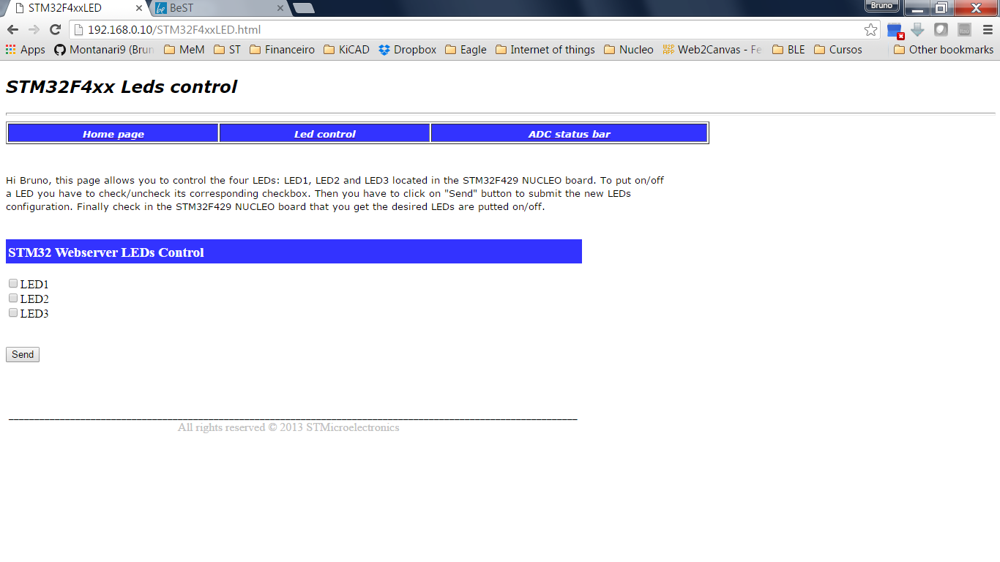 STM32F4xxLED
BeST
Bruno
192.168.0.10/STM32F4xxLED.html
Apps Montanari9 (Brun MeM ST Financeiro KiCAD Dropbox Eagle Internet of things Nucleo Web2Canvas - Fe BLE Cursos Other bookmarks
STM32F4xx Leds control
Home page Led control ADC status bar
Hi Bruno, this page allows you to control the four LEDs: LED1, LED2 and LED3 located in the STM32F429 NUCLEO board. To put on/off
a LED you have to check/uncheck its corresponding checkbox. Then you have to click on "Send" button to submit the new LEDs
configuration. Finally check in the STM32F429 NUCLEO board that you get the desired LEDs are putted on/off.
STM32 Webserver LEDs Control
LED1
LED2
LED3
Send
All rights reserved © 2013 STMicroelectronics